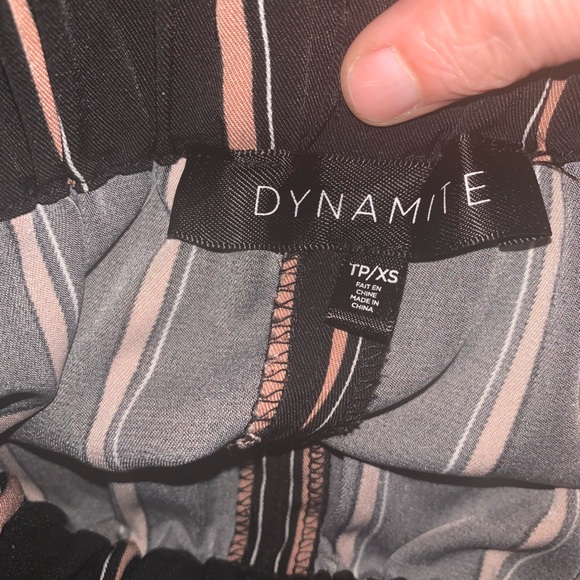 DYNAMITE
TP/XS
FAIT EN
CHINE
MADE IN
CHINA